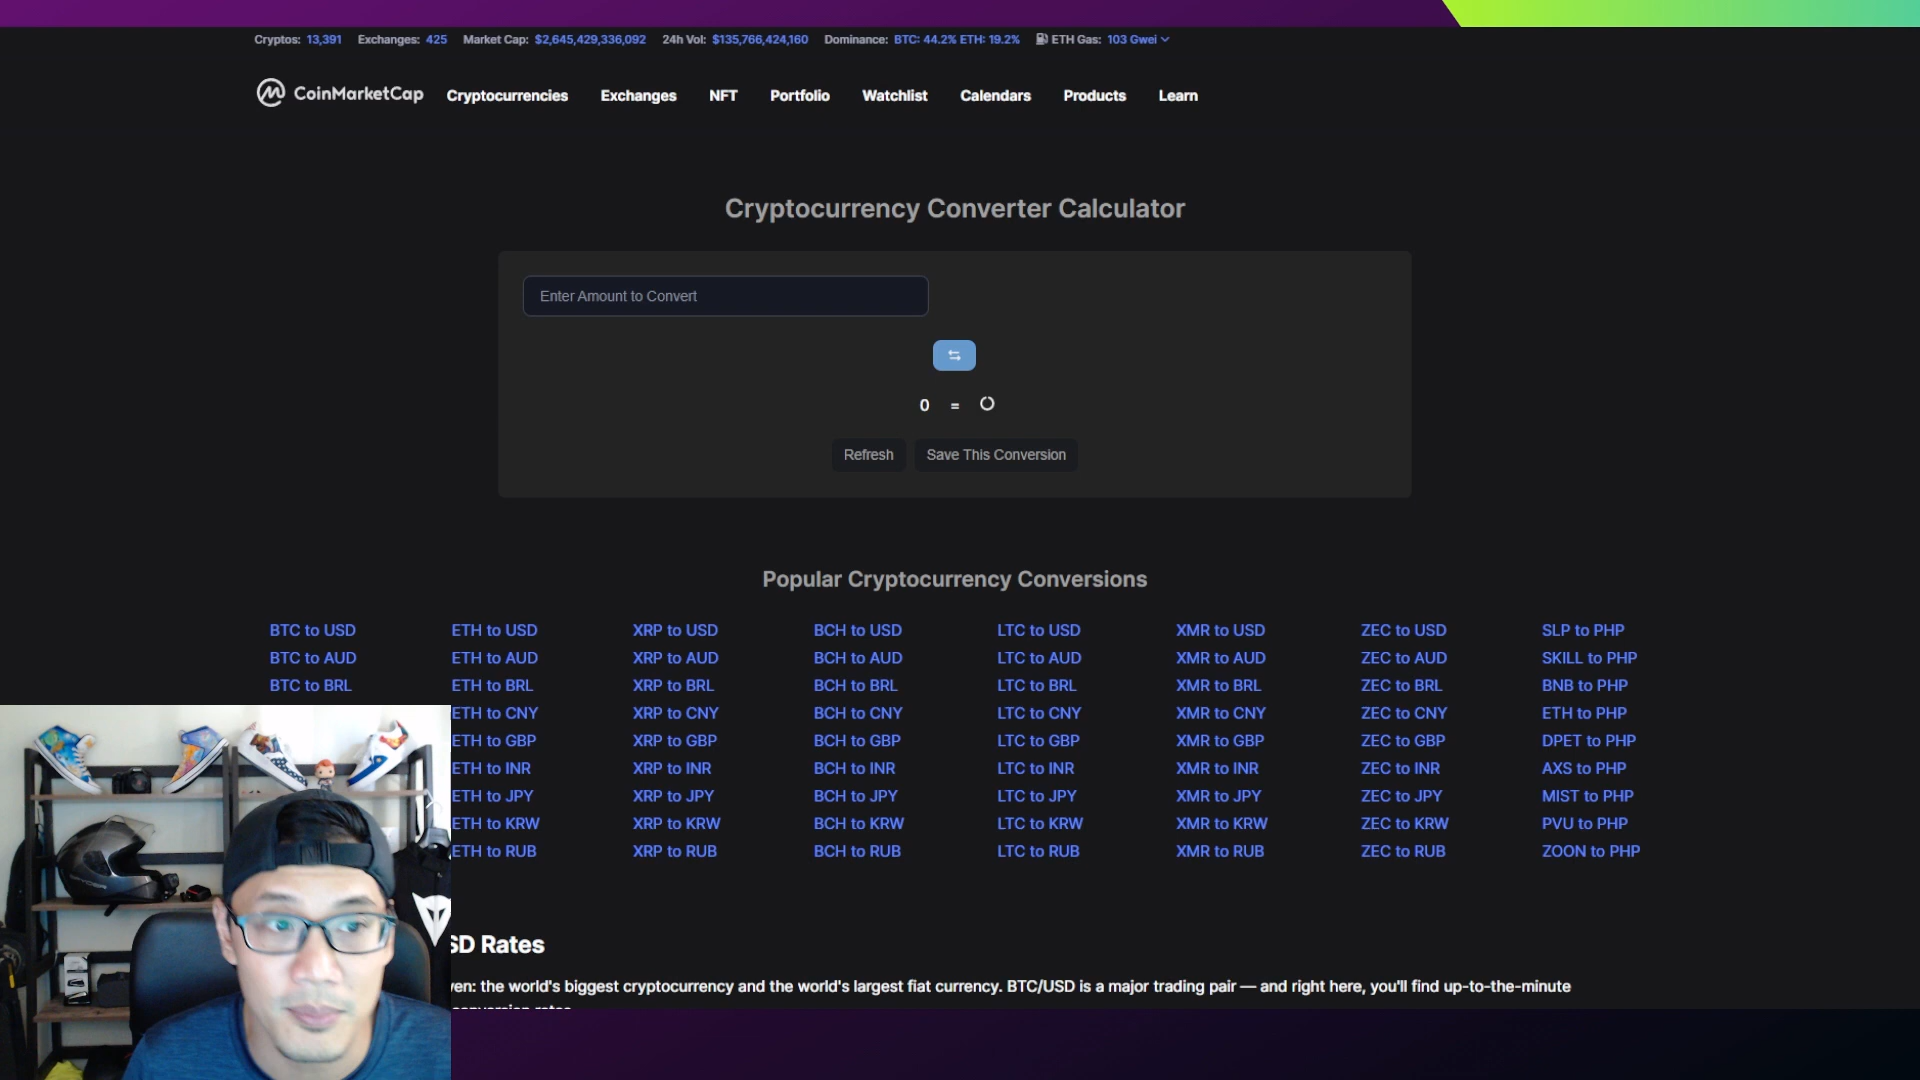 Cryptos: 13,391 Exchanges: 425 Market Cap: $2,645,429,336,092 24h Vol: $135,766,424,160 Dominance: BTC: 44.2% ETH: 19.2% ETH Gas: 103 Gwei
CoinMarketCap Cryptocurrencies Exchanges NFT Portfolio Watchlist Calendars Products Learn
Cryptocurrency Converter Calculator
Enter Amount to Convert
0 =
Refresh Save This Conversion
Popular Cryptocurrency Conversions
BTC to USD ETH to USD XRP to USD BCH to USD LTC to USD XMR to USD ZEC to USD SLP to PHP
BTC to AUD ETH to AUD XRP to AUD BCH to AUD LTC to AUD XMR to AUD ZEC to AUD SKILL to PHP
BTC to BRL ETH to BRL XRP to BRL BCH to BRL LTC to BRL XMR to BRL ZEC to BRL BNB to PHP
ETH to CNY XRP to CNY BCH to CNY LTC to CNY XMR to CNY ZEC to CNY ETH to PHP
ETH to GBP XRP to GBP BCH to GBP LTC to GBP XMR to GBP ZEC to GBP DPET to PHP
ETH to INR XRP to INR BCH to INR LTC to INR XMR to INR ZEC to INR AXS to PHP
ETH to JPY XRP to JPY BCH to JPY LTC to JPY XMR to JPY ZEC to JPY MIST to PHP
ETH to KRW XRP to KRW BCH to KRW LTC to KRW XMR to KRW ZEC to KRW PVU to PHP
ETH to RUB XRP to RUB BCH to RUB LTC to RUB XMR to RUB ZEC to RUB ZOON to PHP
SD Rates
ven: the world's biggest cryptocurrency and the world's largest fiat currency. BTC/USD is a major trading pair — and right here, you'll find up-to-the-minute